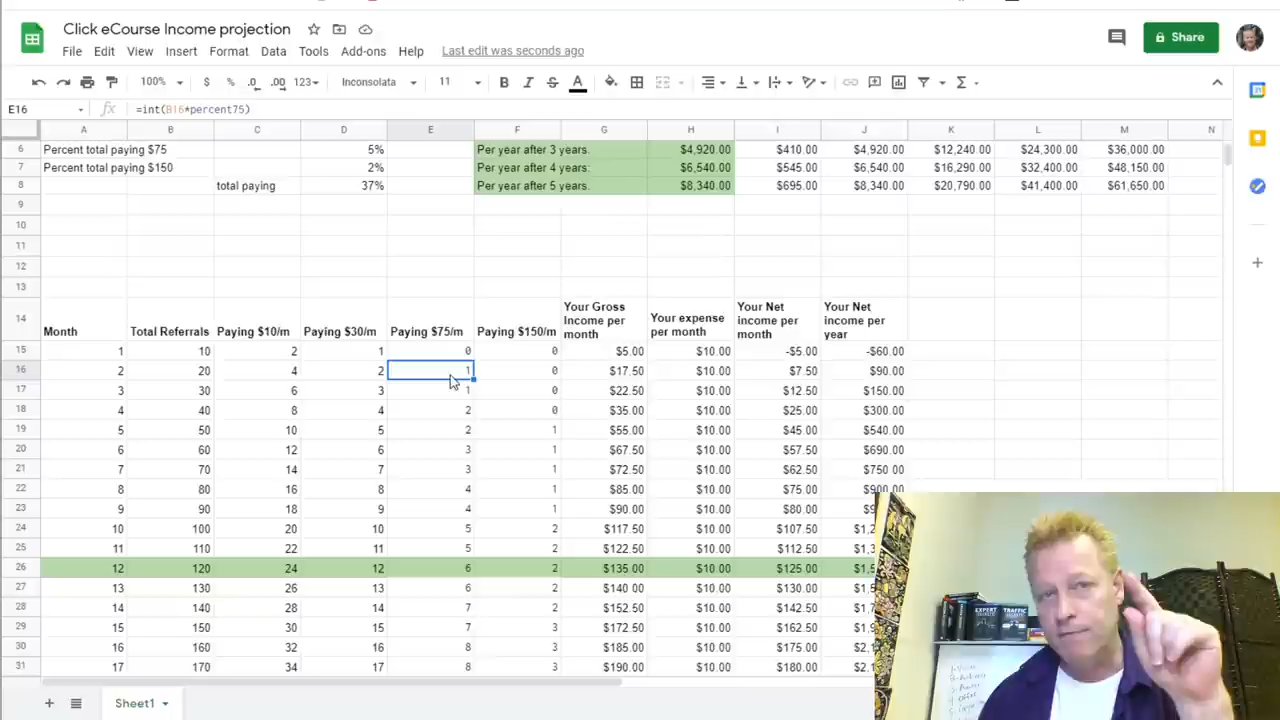 Click eCourse Income projection
Share
File Edit View Insert Format Data Tools Add-ons Help Last edit was seconds ago
100% $ % .0 .00 123 Inconsolata 11 B I S A
E16 fx =int(B16*percent75)
A B C D E F G H I J K L M N
6 Percent total paying $75 5% Per year after 3 years. $4,920.00 $410.00 $4,920.00 $12,240.00 $24,300.00 $36,000.00
7 Percent total paying $150 2% Per year after 4 years: $6,540.00 $545.00 $6,540.00 $16,290.00 $32,400.00 $48,150.00
8 total paying 37% Per year after 5 years. $8,340.00 $695.00 $8,340.00 $20,790.00 $41,400.00 $61,650.00
9
10
11
12
13
14 Month Total Referrals Paying $10/m Paying $30/m Paying $75/m Paying $150/m Your Gross Income per month Your expense per month Your Net income per month Your Net income per year
15 1 10 2 1 0 0 $5.00 $10.00 -$5.00 -$60.00
16 2 20 4 2 1 0 $17.50 $10.00 $7.50 $90.00
17 3 30 6 3 1 0 $22.50 $10.00 $12.50 $150.00
18 4 40 8 4 2 0 $35.00 $10.00 $25.00 $300.00
19 5 50 10 5 2 1 $55.00 $10.00 $45.00 $540.00
20 6 60 12 6 3 1 $67.50 $10.00 $57.50 $690.00
21 7 70 14 7 3 1 $72.50 $10.00 $62.50 $750 00
22 8 80 16 8 4 1 $85.00 $10.00 $75.00 $900.00
23 9 90 18 9 4 1 $90.00 $10.00 $80.00
24 10 100 20 10 5 2 $117.50 $10.00 $107.50
25 11 110 22 11 5 2 $122.50 $10.00 $112.50
26 12 120 24 12 6 2 $135.00 $10.00 $125.00
27 13 130 26 13 6 2 $140 00 $10.00 $130.00
28 14 140 28 14 7 2 $152.50 $10.00 $142.50
29 15 150 30 15 7 3 $172.50 $10.00 $162.50
30 16 160 32 16 8 3 $185.00 $10.00 $175.00
31 17 170 34 17 8 3 $190.00 $10.00 $180.00
EXPERT SECRETS
TRAFFIC SECRETS
Sheet1